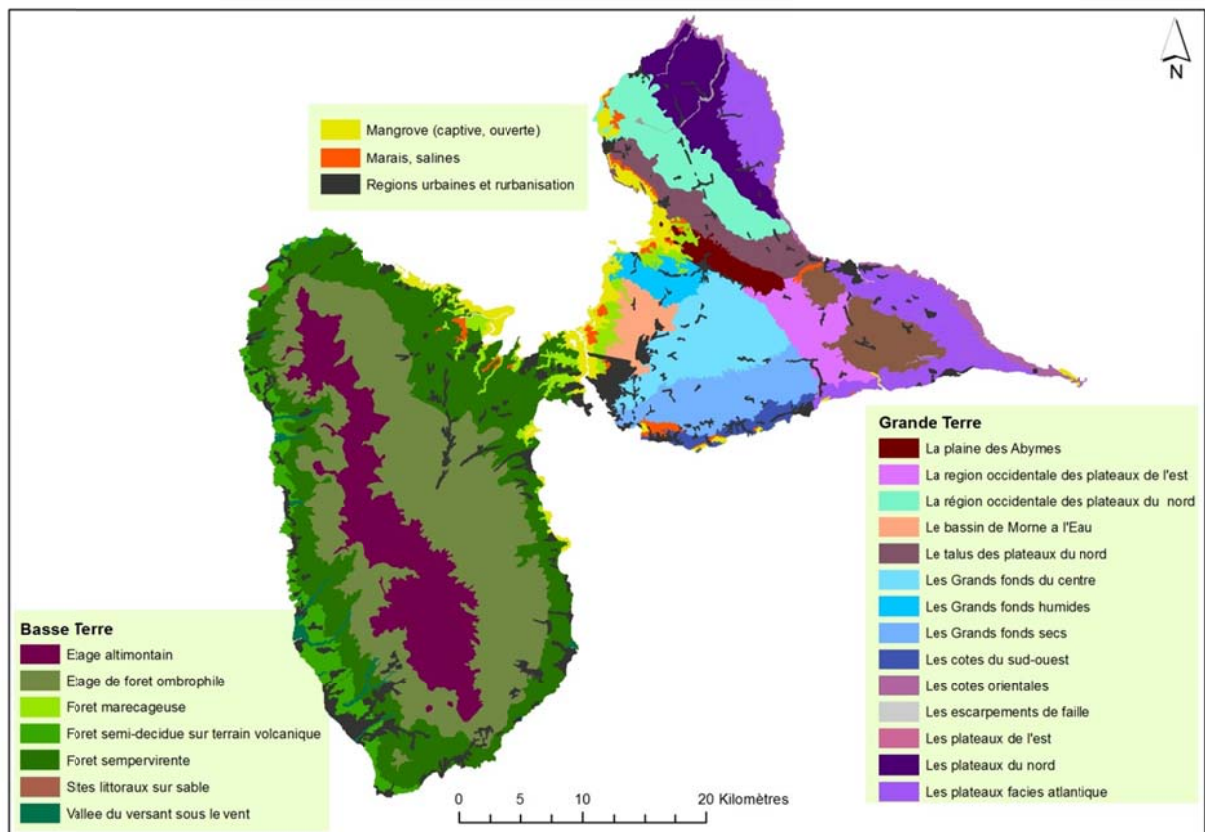 N
Mangrove (captive, ouverte)
Marais, salines
Regions urbaines et rurbanisation
Grande Terre
La plaine des Abymes
La region occidentale des plateaux de l'est
La région occidentale des plateaux du nord
Le bassin de Morne a l'Eau
Le talus des plateaux du nord
Les Grands fonds du centre
Les Grands fonds humides
Les Grands fonds secs
Les cotes du sud-ouest
Les cotes orientales
Les escarpements de faille
Les plateaux de l'est
Les plateaux du nord
Les plateaux facies atlantique
Basse Terre
Etage altimontain
Etage de foret ombrophile
Foret marecageuse
Foret semi-decidue sur terrain volcanique
Foret sempervirente
Sites littoraux sur sable
Vallee du versant sous le vent
0 5 10 20 Kilomètres